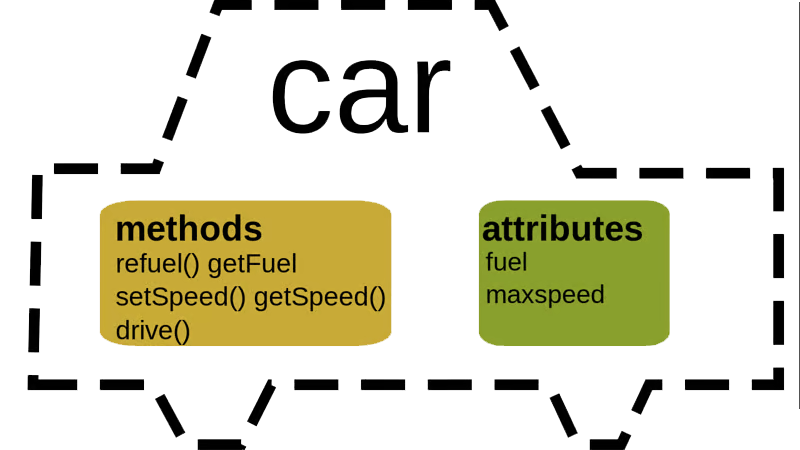 car
methods
refuel() getFuel
setSpeed() getSpeed()
drive()
attributes
fuel
maxspeed